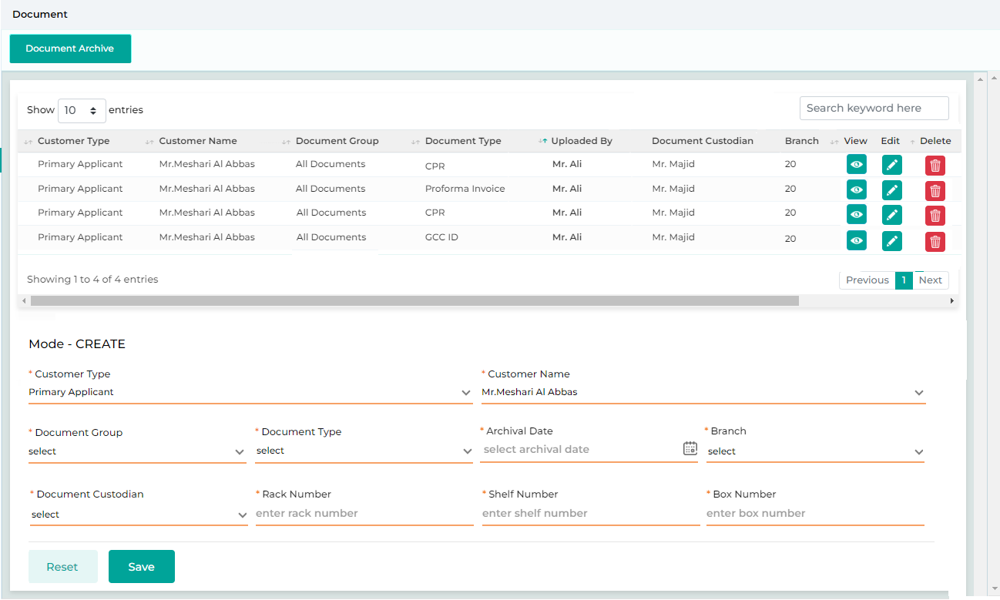 Document
Document Archive
Show 10 entries
Search keyword here
Customer Type Customer Name Document Group Document Type Uploaded By Document Custodian Branch View Edit Delete
Primary Applicant Mr.Meshari Al Abbas All Documents CPR Mr. Ali Mr. Majid 20
Primary Applicant Mr.Meshari Al Abbas All Documents Proforma Invoice Mr. Ali Mr. Majid 20
Primary Applicant Mr.Meshari Al Abbas All Documents CPR Mr. Ali Mr. Majid 20
Primary Applicant Mr.Meshari Al Abbas All Documents GCC ID Mr. Ali Mr. Majid 20
Showing 1 to 4 of 4 entries
Previous 1 Next
Mode - CREATE
* Customer Type * Customer Name
Primary Applicant Mr.Meshari Al Abbas
* Document Group * Document Type * Archival Date * Branch
select select select archival date select
* Document Custodian * Rack Number * Shelf Number * Box Number
select enter rack number enter shelf number enter box number
Reset Save